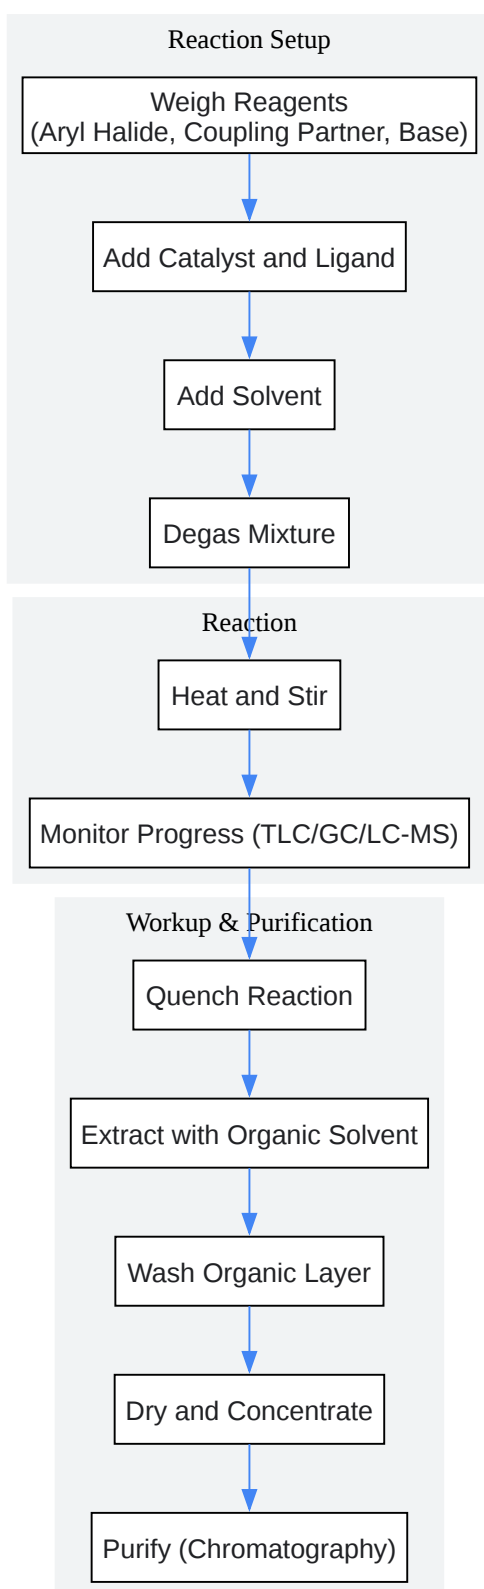 Reaction Setup
Weigh Reagents
(Aryl Halide, Coupling Partner, Base)
Add Catalyst and Ligand
Add Solvent
Degas Mixture
Reaction
Heat and Stir
Monitor Progress (TLC/GC/LC-MS)
Workup & Purification
Quench Reaction
Extract with Organic Solvent
Wash Organic Layer
Dry and Concentrate
Purify (Chromatography)